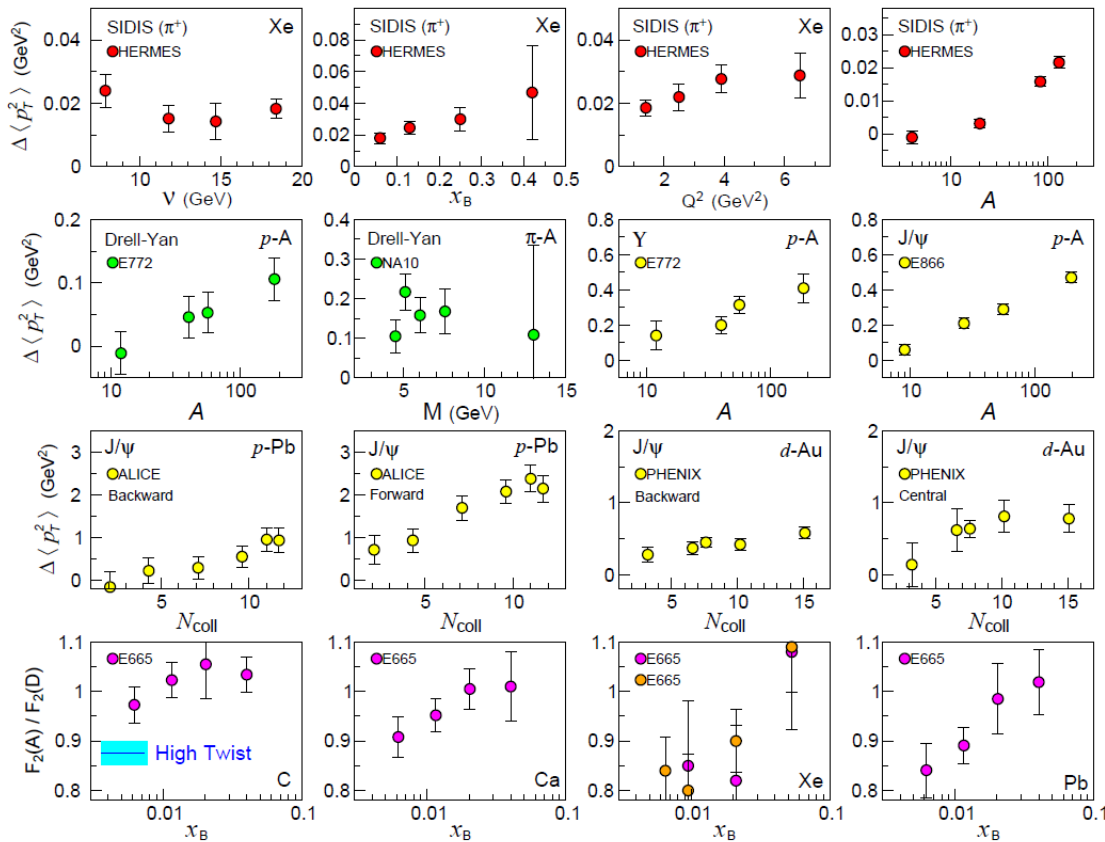 SIDIS (π⁺) Xe
HERMES
Δ⟨p_T²⟩ (GeV²)
0.04
0.02
0
10 15 20
ν (GeV)
SIDIS (π⁺) Xe
HERMES
0.08
0.06
0.04
0.02
0
0 0.1 0.2 0.3 0.4 0.5
x_B
SIDIS (π⁺) Xe
HERMES
0.04
0.02
0
2 4 6
Q² (GeV²)
SIDIS (π⁺)
HERMES
0.03
0.02
0.01
0
10 100
A
Drell-Yan p-A
E772
Δ⟨p_T²⟩ (GeV²)
0.2
0.1
0
10 100
A
Drell-Yan π-A
NA10
0.4
0.3
0.2
0.1
0
5 10 15
M (GeV)
Υ p-A
E772
0.8
0.6
0.4
0.2
0
10 100
A
J/ψ p-A
E866
0.8
0.6
0.4
0.2
0
10 100
A
J/ψ p-Pb
ALICE
Backward
Δ⟨p_T²⟩ (GeV²)
3
2
1
0
5 10
N_coll
J/ψ p-Pb
ALICE
Forward
3
2
1
0
5 10
N_coll
J/ψ d-Au
PHENIX
Backward
2
1
0
5 10 15
N_coll
J/ψ d-Au
PHENIX
Central
2
1
0
5 10 15
N_coll
E665
F₂(A) / F₂(D)
1.1
1
0.9
0.8
High Twist
C
0.01 0.1
x_B
E665
1.1
1
0.9
0.8
Ca
0.01 0.1
x_B
E665
E665
1.1
1
0.9
0.8
Xe
0.01 0.1
x_B
E665
1.1
1
0.9
0.8
Pb
0.01 0.1
x_B